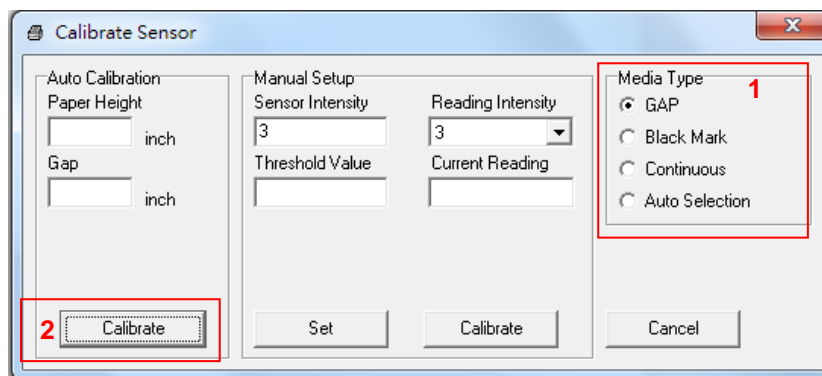 Calibrate Sensor
Auto Calibration
Paper Height
inch
Gap
inch
2
Calibrate
Manual Setup
Sensor Intensity
Reading Intensity
3
3
Threshold Value
Current Reading
Set
Calibrate
Media Type
1
GAP
Black Mark
Continuous
Auto Selection
Cancel